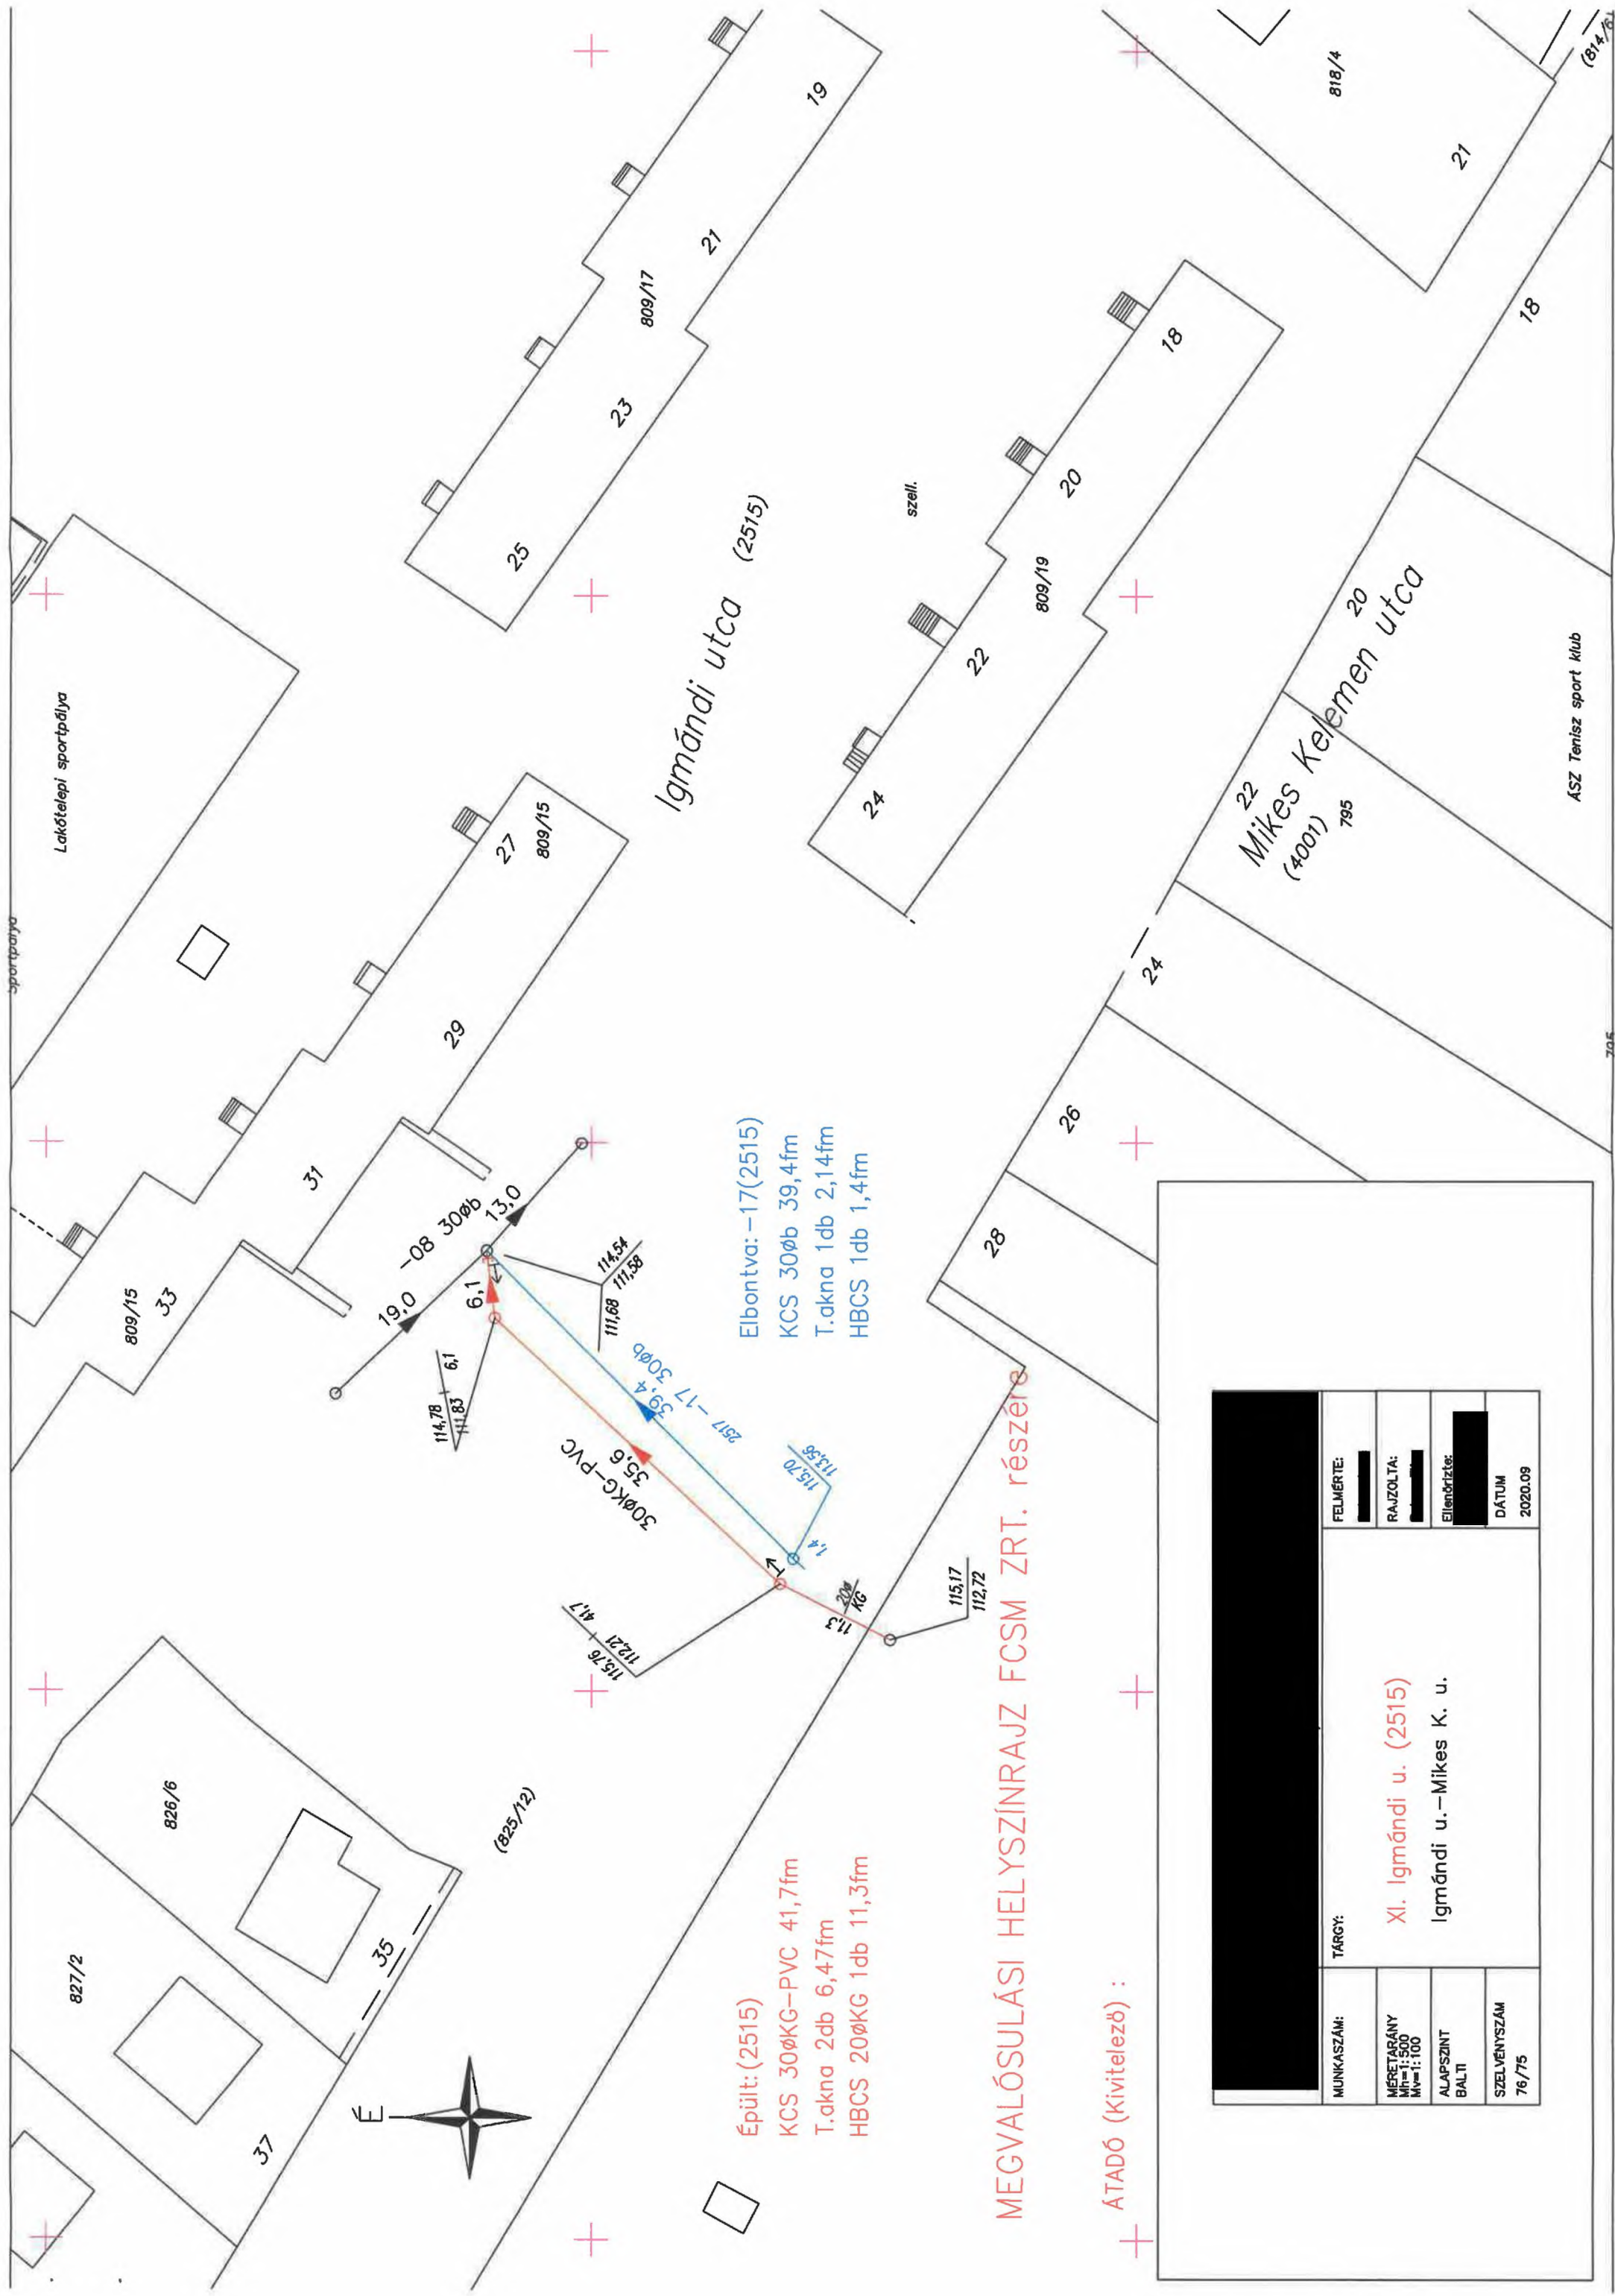 Sportpálya
Lakótelepi sportpálya
827/2
826/6
37
35
(825/12)
809/15
33
31
29
27
809/15
25
23
21
19
809/17
Igmándi utca (2515)
szell.
24
22
20
18
809/19
818/4
21
(814/6)
18
20
22
Mikes Kelemen utca
(4001)
795
24
26
28
ÁSZ Tenisz sport klub
795
É
19,0
-08 30øb
13,0
6,1
114,78
6,1
111,83
114,54
111,58
111,68
30øKG-PVC
35,6
39,4
2517 -17 30øb
115,70
113,56
1,4
41,7
115,76
112,21
11,3
20ø
KG
115,17
112,72
Épült:(2515)
KCS 30øKG-PVC 41,7fm
T.akna 2db 6,47fm
HBCS 20øKG 1db 11,3fm
Elbontva:-17(2515)
KCS 30øb 39,4fm
T.akna 1db 2,14fm
HBCS 1db 1,4fm
MEGVALÓSULÁSI HELYSZÍNRAJZ FCSM ZRT. részére
ÁTADÓ (Kivitelező) :
MUNKASZÁM:
MÉRETARÁNY
Mh=1:500
Mv=1:100
ALAPSZINT
BALTI
SZELVÉNYSZÁM
76/75
TÁRGY:
XI. Igmándi u. (2515)
Igmándi u.-Mikes K. u.
FELMÉRTE:
RAJZOLTA:
Ellenőrizte:
DÁTUM
2020.09